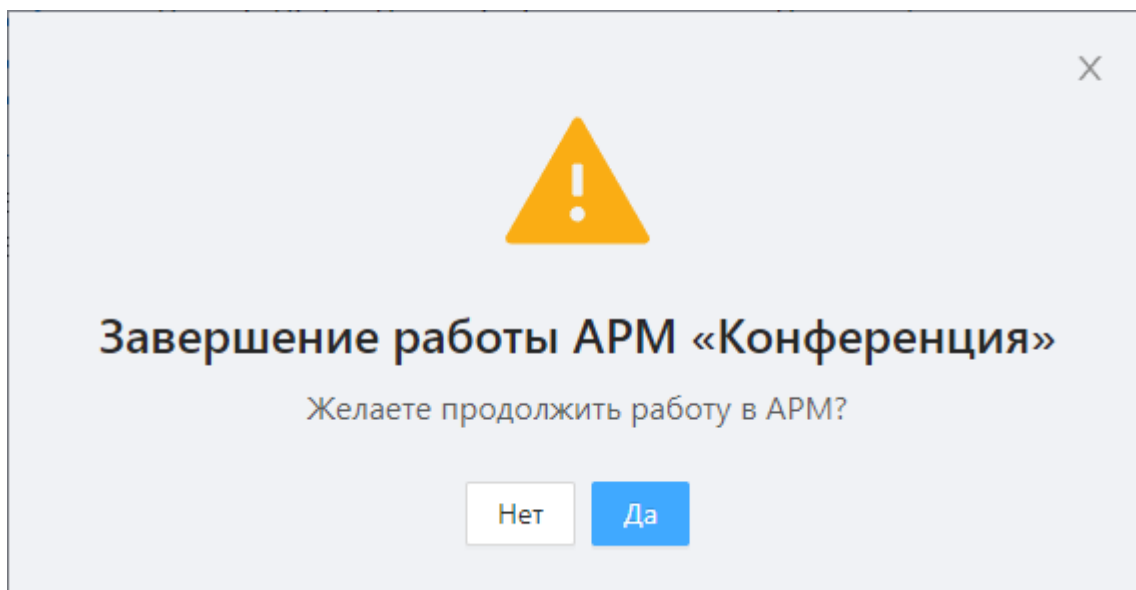 Завершение работы АРМ «Конференция»
Желаете продолжить работу в АРМ?
Нет Да